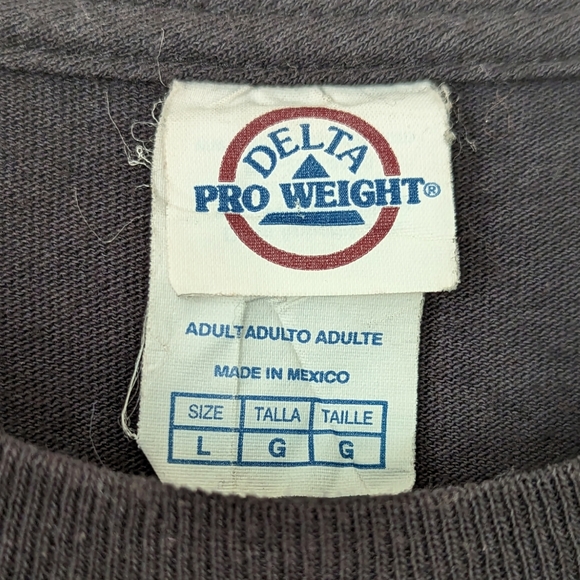 DELTA
PRO WEIGHT®
ADULT ADULTO ADULTE
MADE IN MEXICO
SIZE TALLA TAILLE
L G G